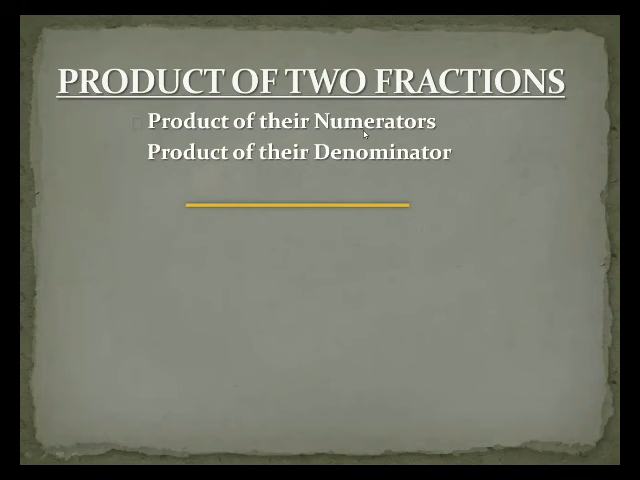 PRODUCT OF TWO FRACTIONS
Product of their Numerators
Product of their Denominator